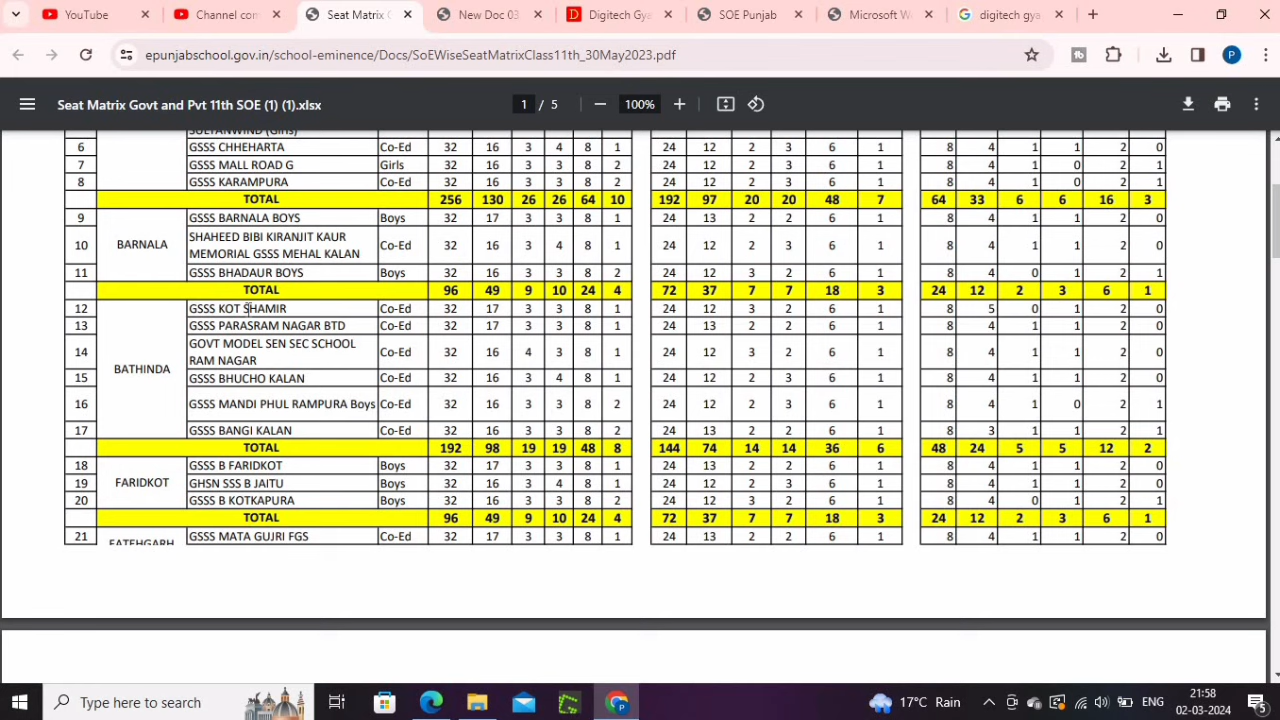 YouTube
Channel con
Seat Matrix G
New Doc 03
Digitech Gya
SOE Punjab
Microsoft W
digitech gya
epunjabschool.gov.in/school-eminence/Docs/SoEWiseSeatMatrixClass11th_30May2023.pdf
P
Seat Matrix Govt and Pvt 11th SOE (1) (1).xlsx
1 / 5
100%
6 GSSS CHHEHARTA Co-Ed 32 16 3 4 8 1 24 12 2 3 6 1 8 4 1 1 2 0
7 GSSS MALL ROAD G Girls 32 16 3 3 8 2 24 12 2 3 6 1 8 4 1 0 2 1
8 GSSS KARAMPURA Co-Ed 32 16 3 3 8 2 24 12 2 3 6 1 8 4 1 0 2 1
TOTAL 256 130 26 26 64 10 192 97 20 20 48 7 64 33 6 6 16 3
9 GSSS BARNALA BOYS Boys 32 17 3 3 8 1 24 13 2 2 6 1 8 4 1 1 2 0
BARNALA
SHAHEED BIBI KIRANJIT KAUR
10 MEMORIAL GSSS MEHAL KALAN Co-Ed 32 16 3 4 8 1 24 12 2 3 6 1 8 4 1 1 2 0
11 GSSS BHADAUR BOYS Boys 32 16 3 3 8 2 24 12 3 2 6 1 8 4 0 1 2 1
TOTAL 96 49 9 10 24 4 72 37 7 7 18 3 24 12 2 3 6 1
12 GSSS KOT SHAMIR Co-Ed 32 17 3 3 8 1 24 12 3 2 6 1 8 5 0 1 2 0
13 GSSS PARASRAM NAGAR BTD Co-Ed 32 17 3 3 8 1 24 13 2 2 6 1 8 4 1 1 2 0
GOVT MODEL SEN SEC SCHOOL
14 RAM NAGAR Co-Ed 32 16 4 3 8 1 24 12 3 2 6 1 8 4 1 1 2 0
BATHINDA
15 GSSS BHUCHO KALAN Co-Ed 32 16 3 4 8 1 24 12 2 3 6 1 8 4 1 1 2 0
16 GSSS MANDI PHUL RAMPURA Boys Co-Ed 32 16 3 3 8 2 24 12 2 3 6 1 8 4 1 0 2 1
17 GSSS BANGI KALAN Co-Ed 32 16 3 3 8 2 24 13 2 2 6 1 8 3 1 1 2 1
TOTAL 192 98 19 19 48 8 144 74 14 14 36 6 48 24 5 5 12 2
18 GSSS B FARIDKOT Boys 32 17 3 3 8 1 24 13 2 2 6 1 8 4 1 1 2 0
19 FARIDKOT GHSN SSS B JAITU Boys 32 16 3 4 8 1 24 12 2 3 6 1 8 4 1 1 2 0
20 GSSS B KOTKAPURA Boys 32 16 3 3 8 2 24 12 3 2 6 1 8 4 0 1 2 1
TOTAL 96 49 9 10 24 4 72 37 7 7 18 3 24 12 2 3 6 1
21 FATEHGARH GSSS MATA GUJRI FGS Co-Ed 32 17 3 3 8 1 24 13 2 2 6 1 8 4 1 1 2 0
Type here to search
17°C Rain
ENG
21:58
02-03-2024
5